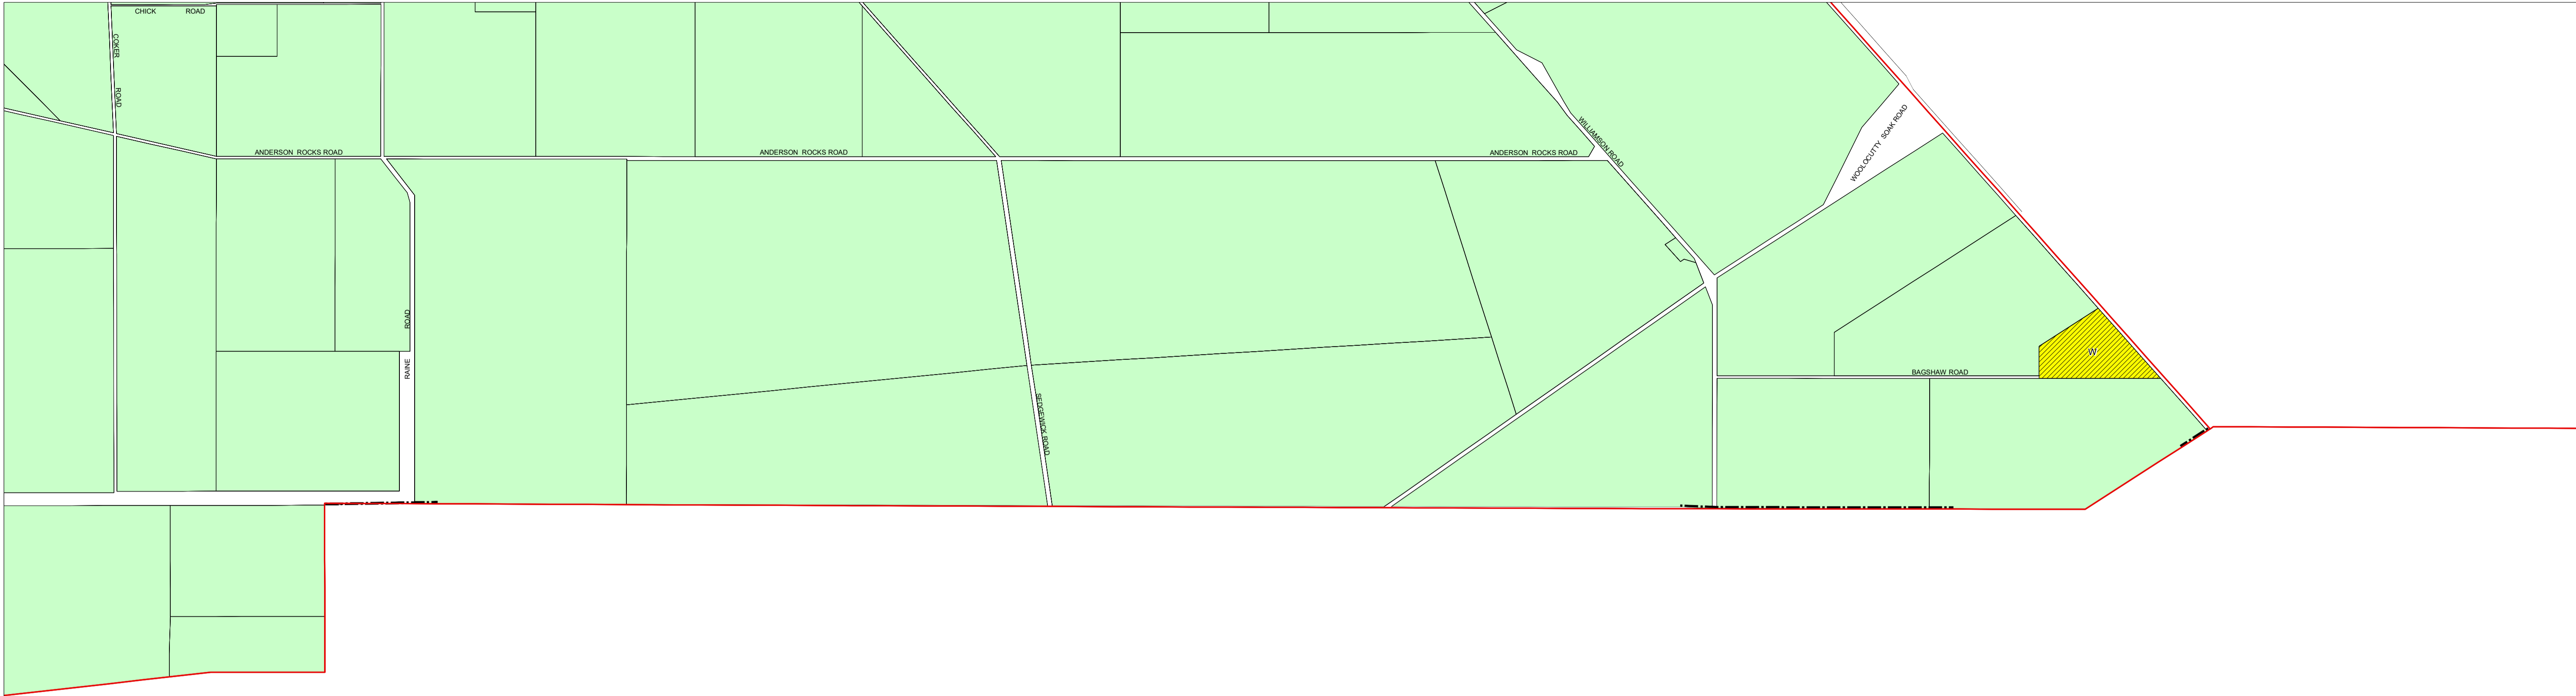 CHICK ROAD
COKER ROAD
ANDERSON ROCKS ROAD
ANDERSON ROCKS ROAD
ANDERSON ROCKS ROAD
WILLIAMSON ROAD
WOOLOCUTTY SOAK ROAD
RAINE ROAD
SEDGEWICK ROAD
BAGSHAW ROAD
W